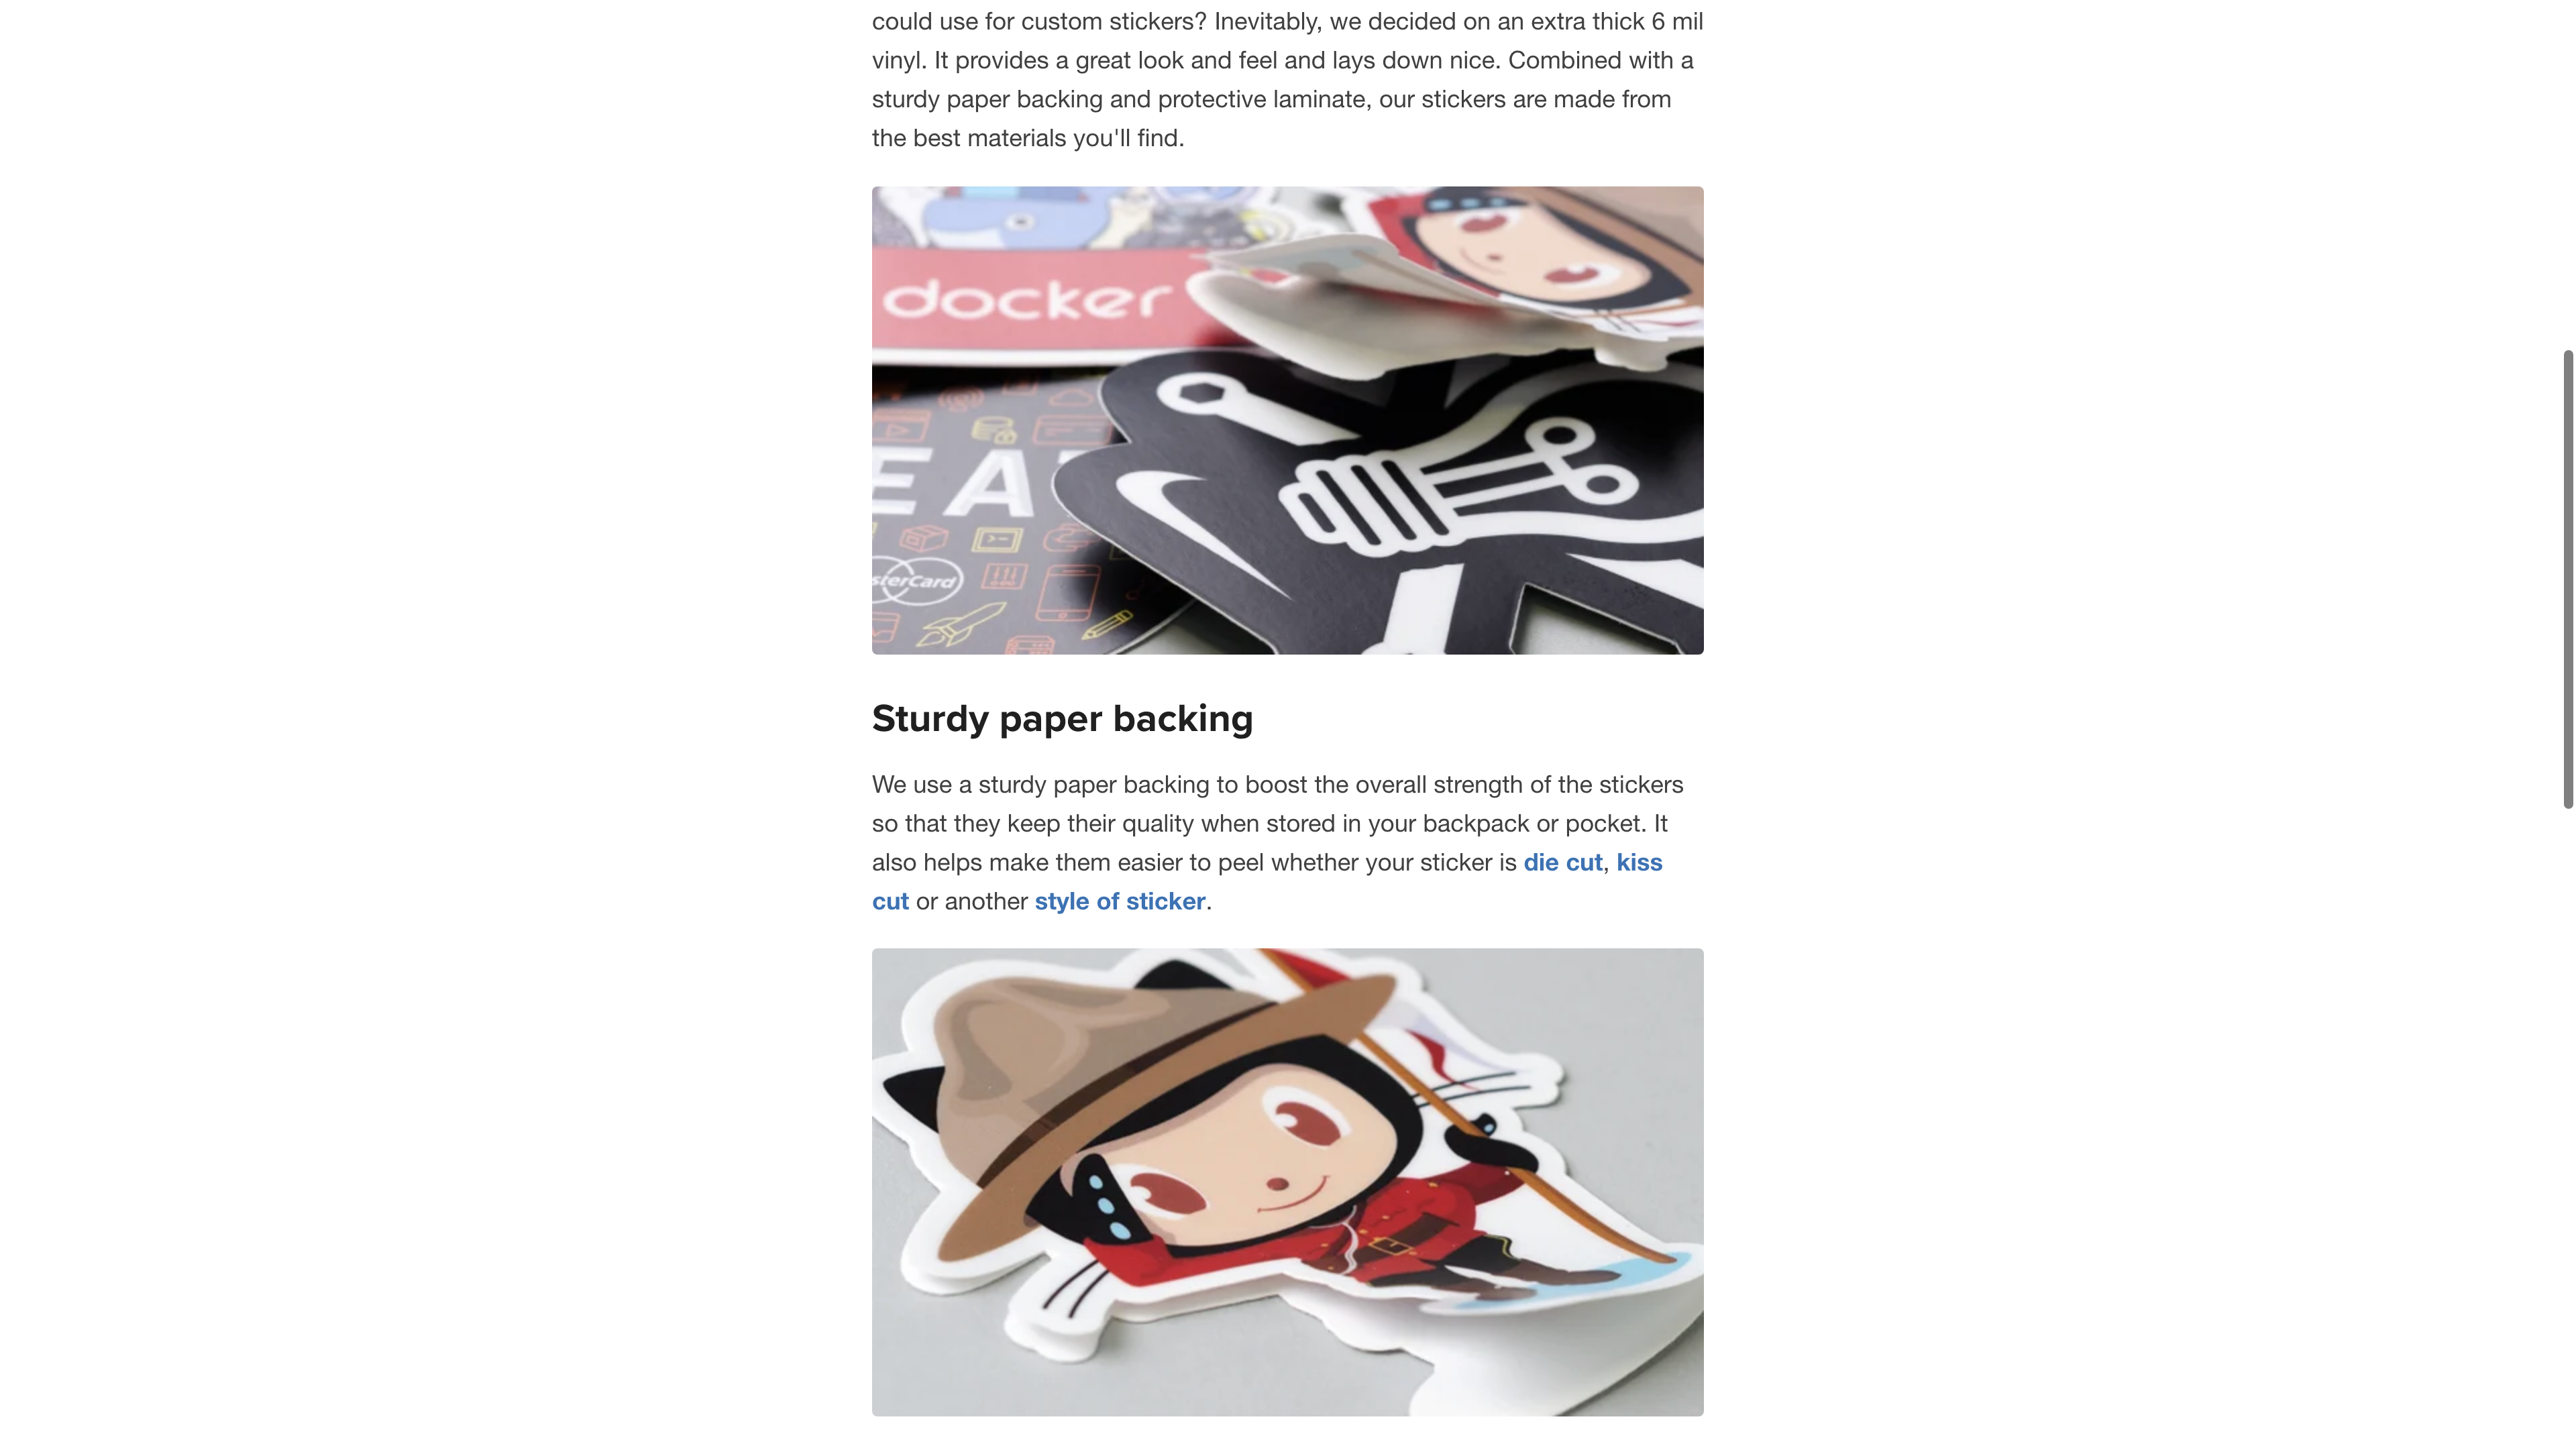 could use for custom stickers? Inevitably, we decided on an extra thick 6 mil
vinyl. It provides a great look and feel and lays down nice. Combined with a
sturdy paper backing and protective laminate, our stickers are made from
the best materials you'll find.
docker
EA
sterCard
Sturdy paper backing
We use a sturdy paper backing to boost the overall strength of the stickers
so that they keep their quality when stored in your backpack or pocket. It
also helps make them easier to peel whether your sticker is die cut, kiss
cut or another style of sticker.